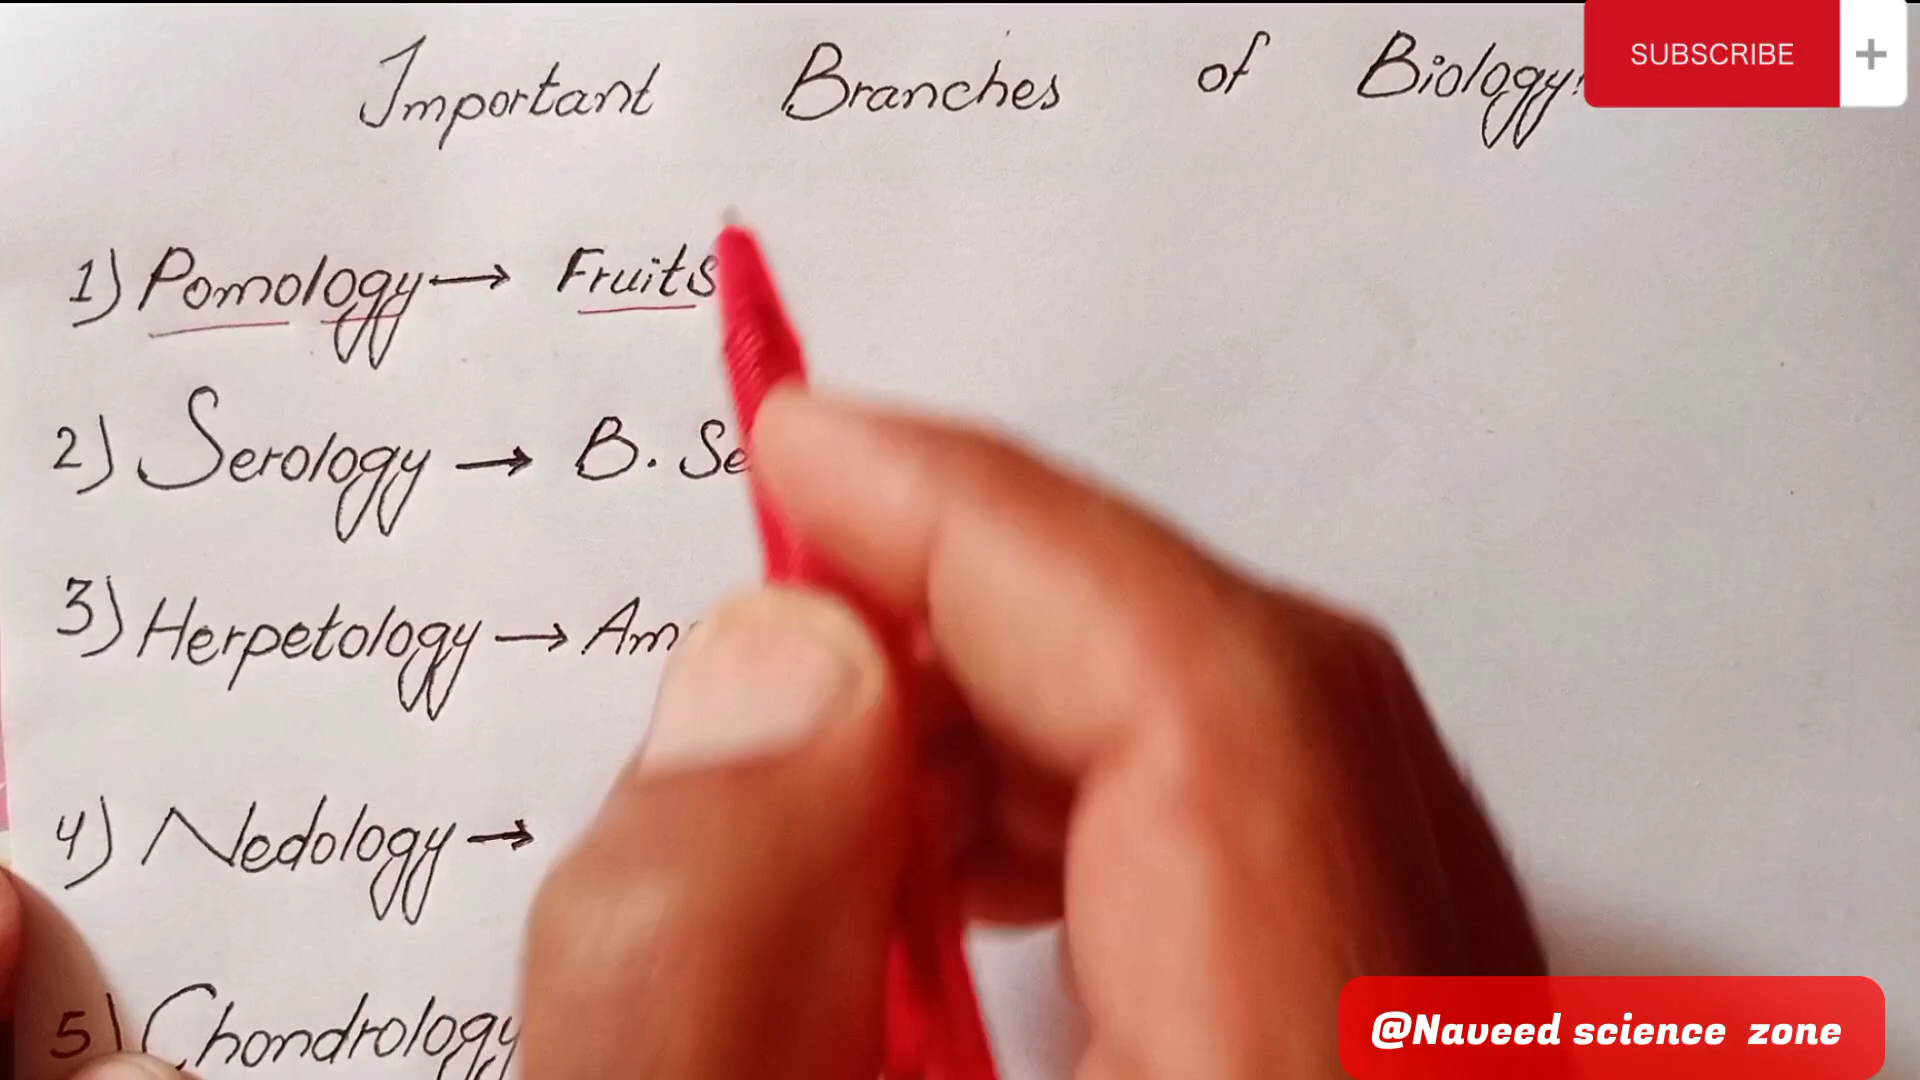 Important Branches of Biology!
SUBSCRIBE +
1) Pomology → Fruits
2) Serology → B. Se
3) Herpetology → Am
4) Nedology →
5) Chondrology
@Naveed science zone